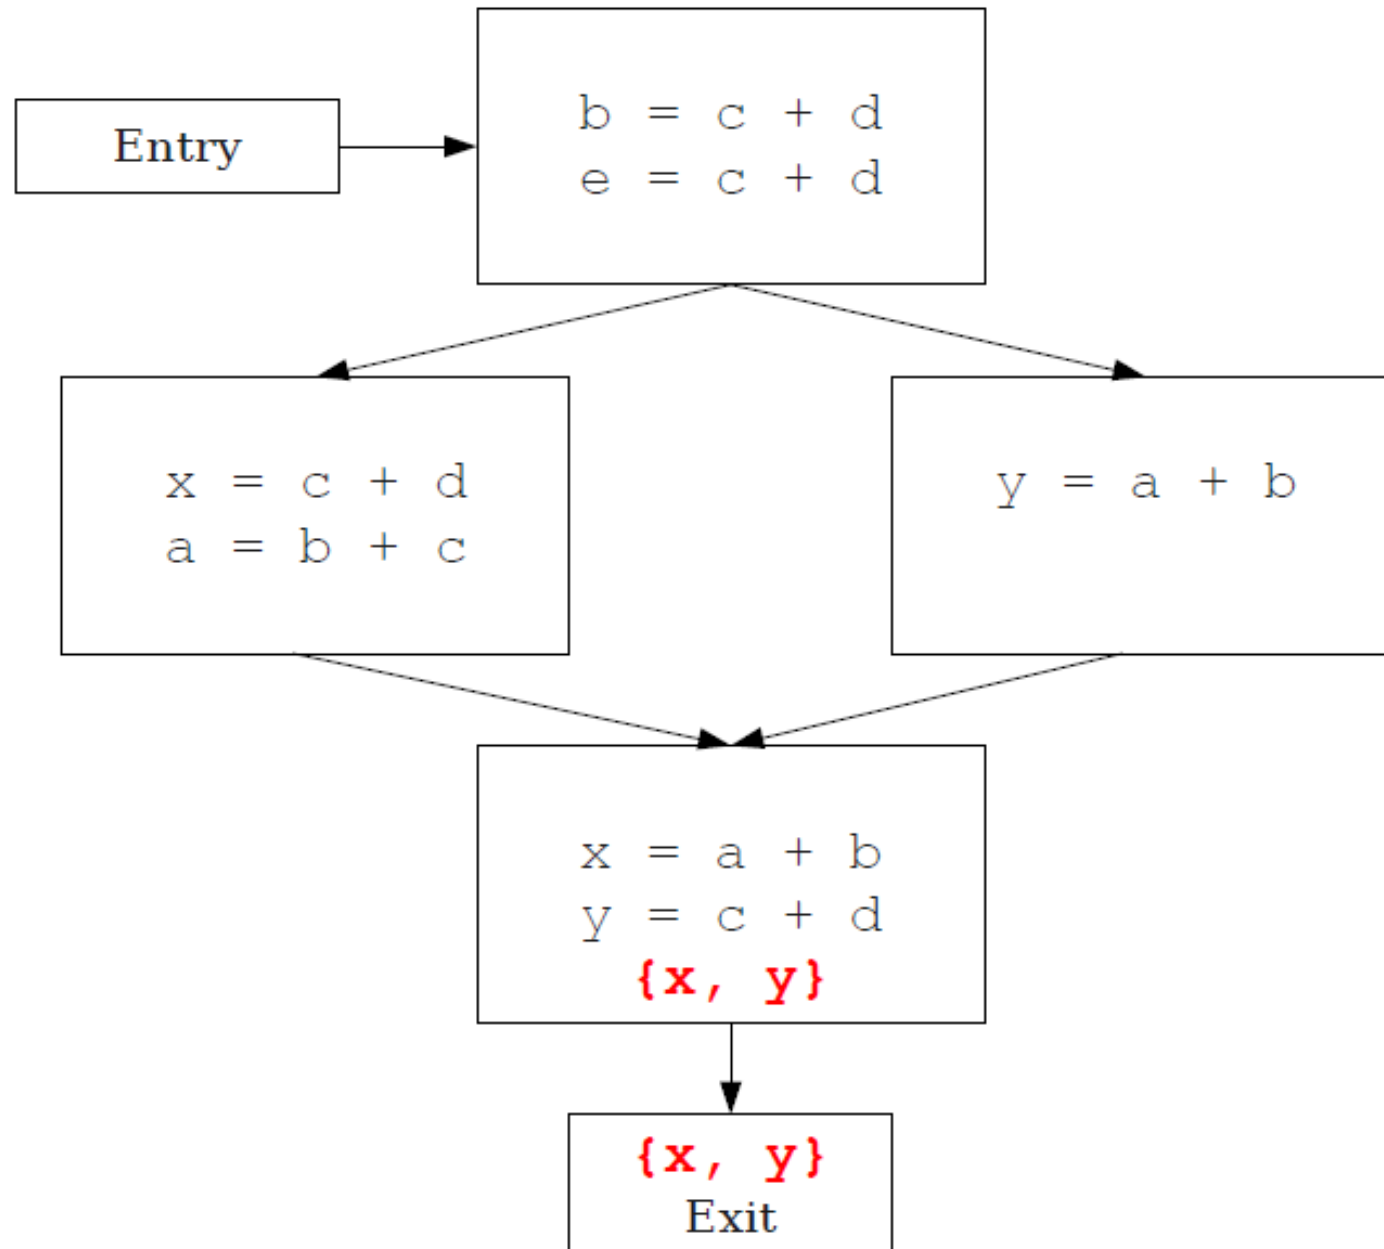 Entry
b = c + d
e = c + d
x = c + d
a = b + c
y = a + b
x = a + b
y = c + d
{x, y}
{x, y}
Exit